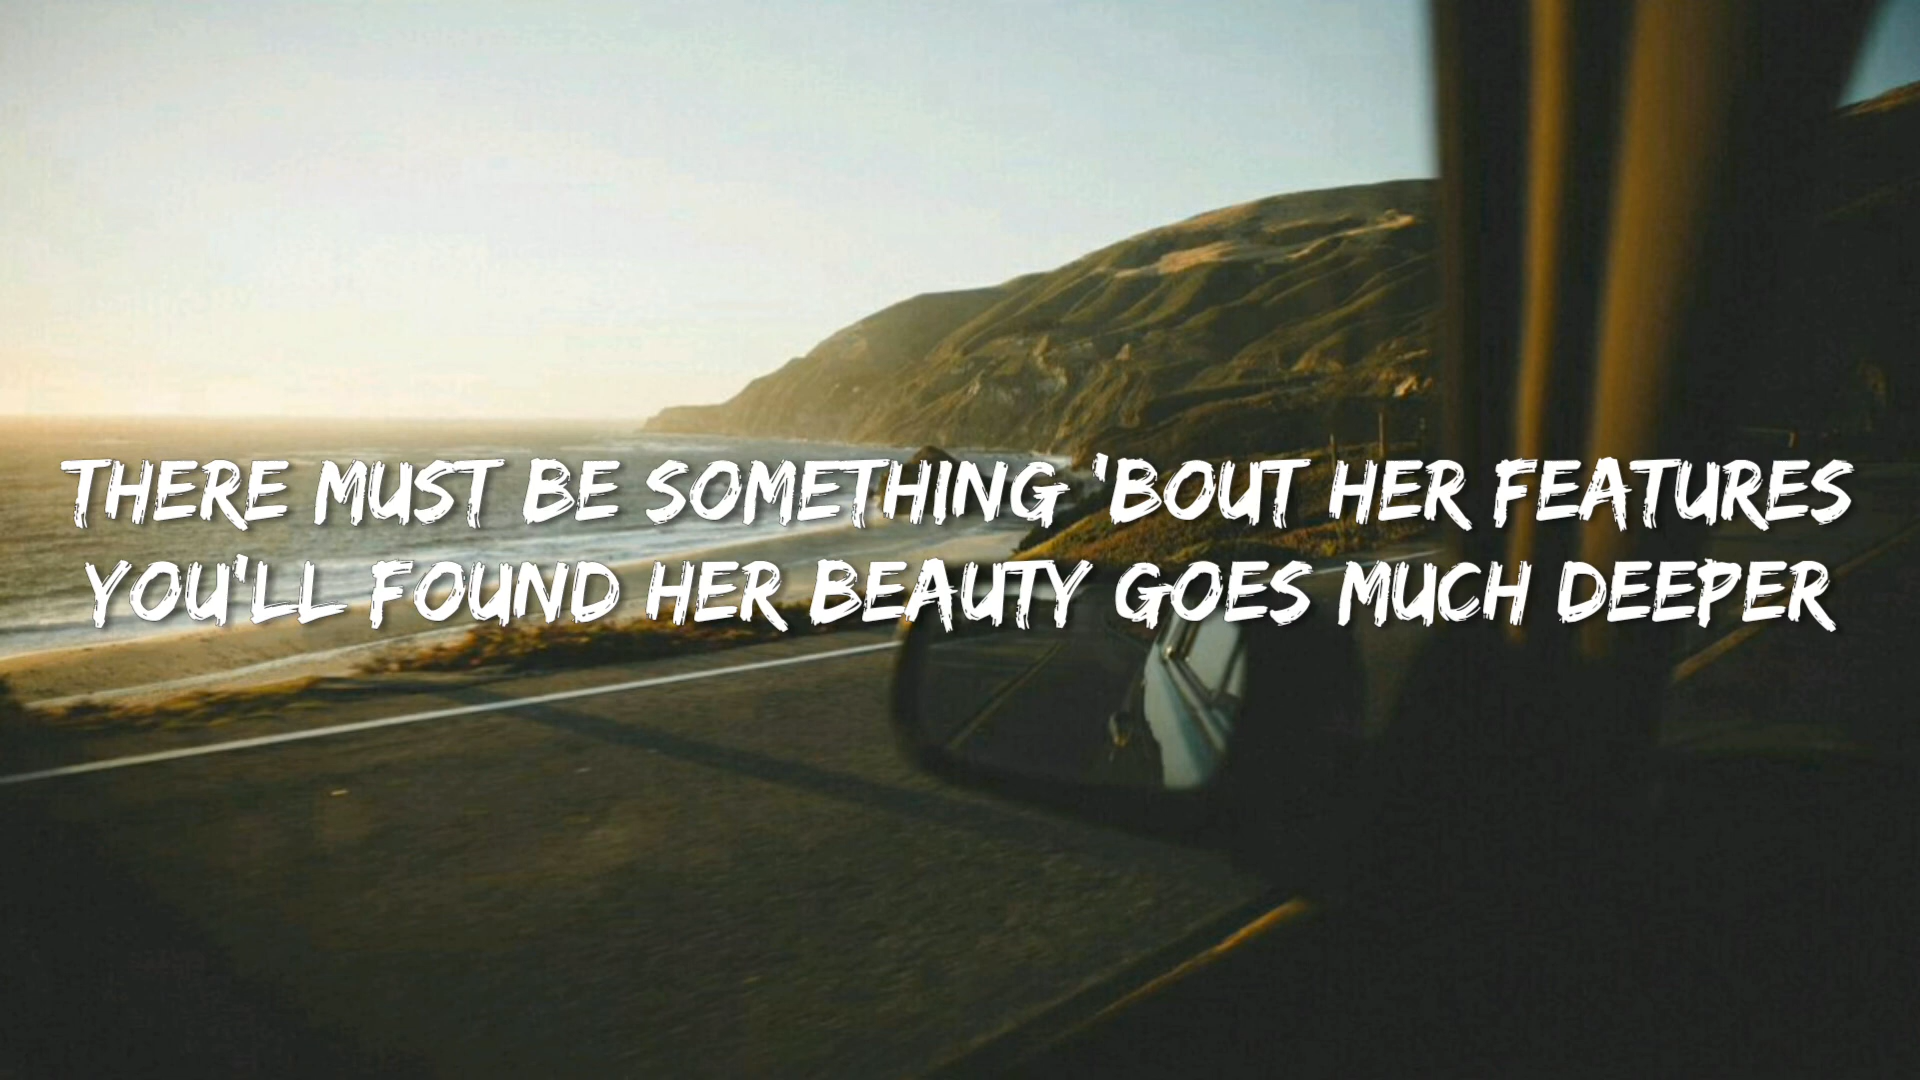 THERE MUST BE SOMETHING 'BOUT HER FEATURES
YOU'LL FOUND HER BEAUTY GOES MUCH DEEPER